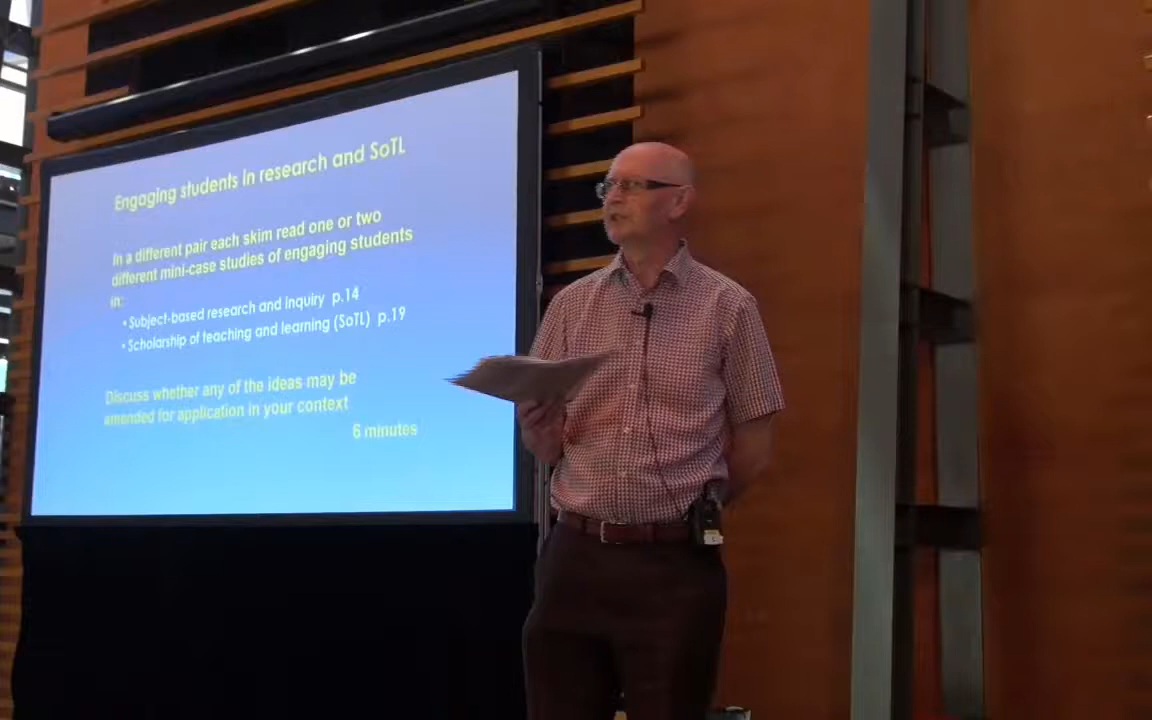 Engaging students in research and SoTL
In a different pair each skim read one or two
different mini-case studies of engaging students
in:
• Subject-based research and inquiry p.14
• Scholarship of teaching and learning (SoTL) p.19
Discuss whether any of the ideas may be
amended for application in your context
6 minutes